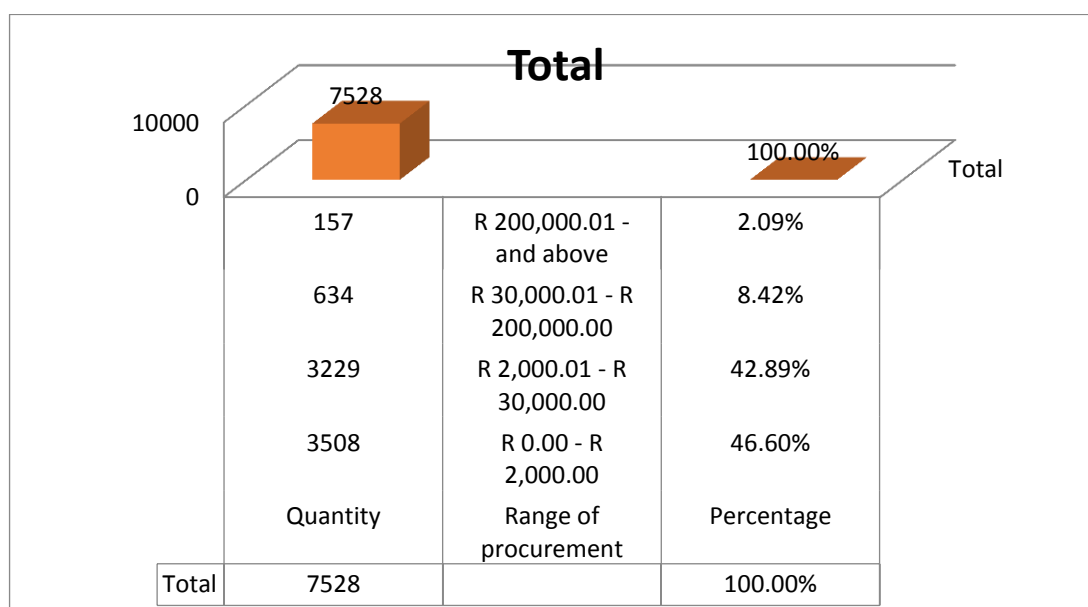 Total
7528
10000
100.00%
Total
0
157 R 200,000.01 - 2.09%
and above
634 R 30,000.01 - R 8.42%
200,000.00
3229 R 2,000.01 - R 42.89%
30,000.00
3508 R 0.00 - R 46.60%
2,000.00
Quantity Range of Percentage
procurement
Total 7528 100.00%